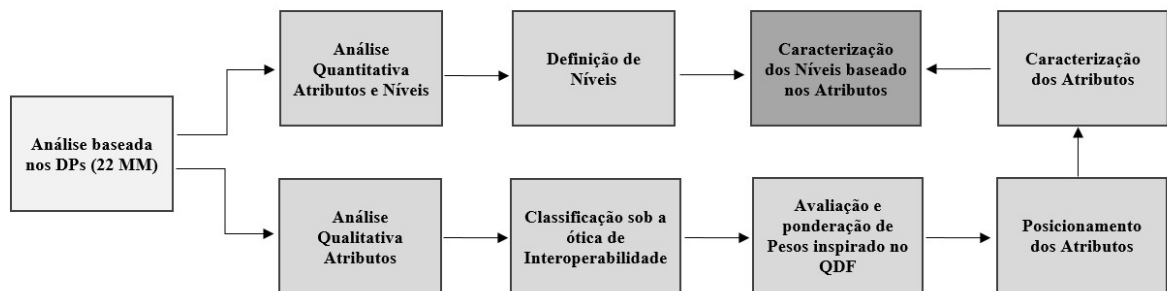 Análise baseada
nos DPs (22 MM)
Análise
Quantitativa
Atributos e Níveis
Definição de
Níveis
Caracterização
dos Níveis baseado
nos Atributos
Caracterização
dos Atributos
Análise
Qualitativa
Atributos
Classificação sob a
ótica de
Interoperabilidade
Avaliação e
ponderação de
Pesos inspirado no
QDF
Posicionamento
dos Atributos